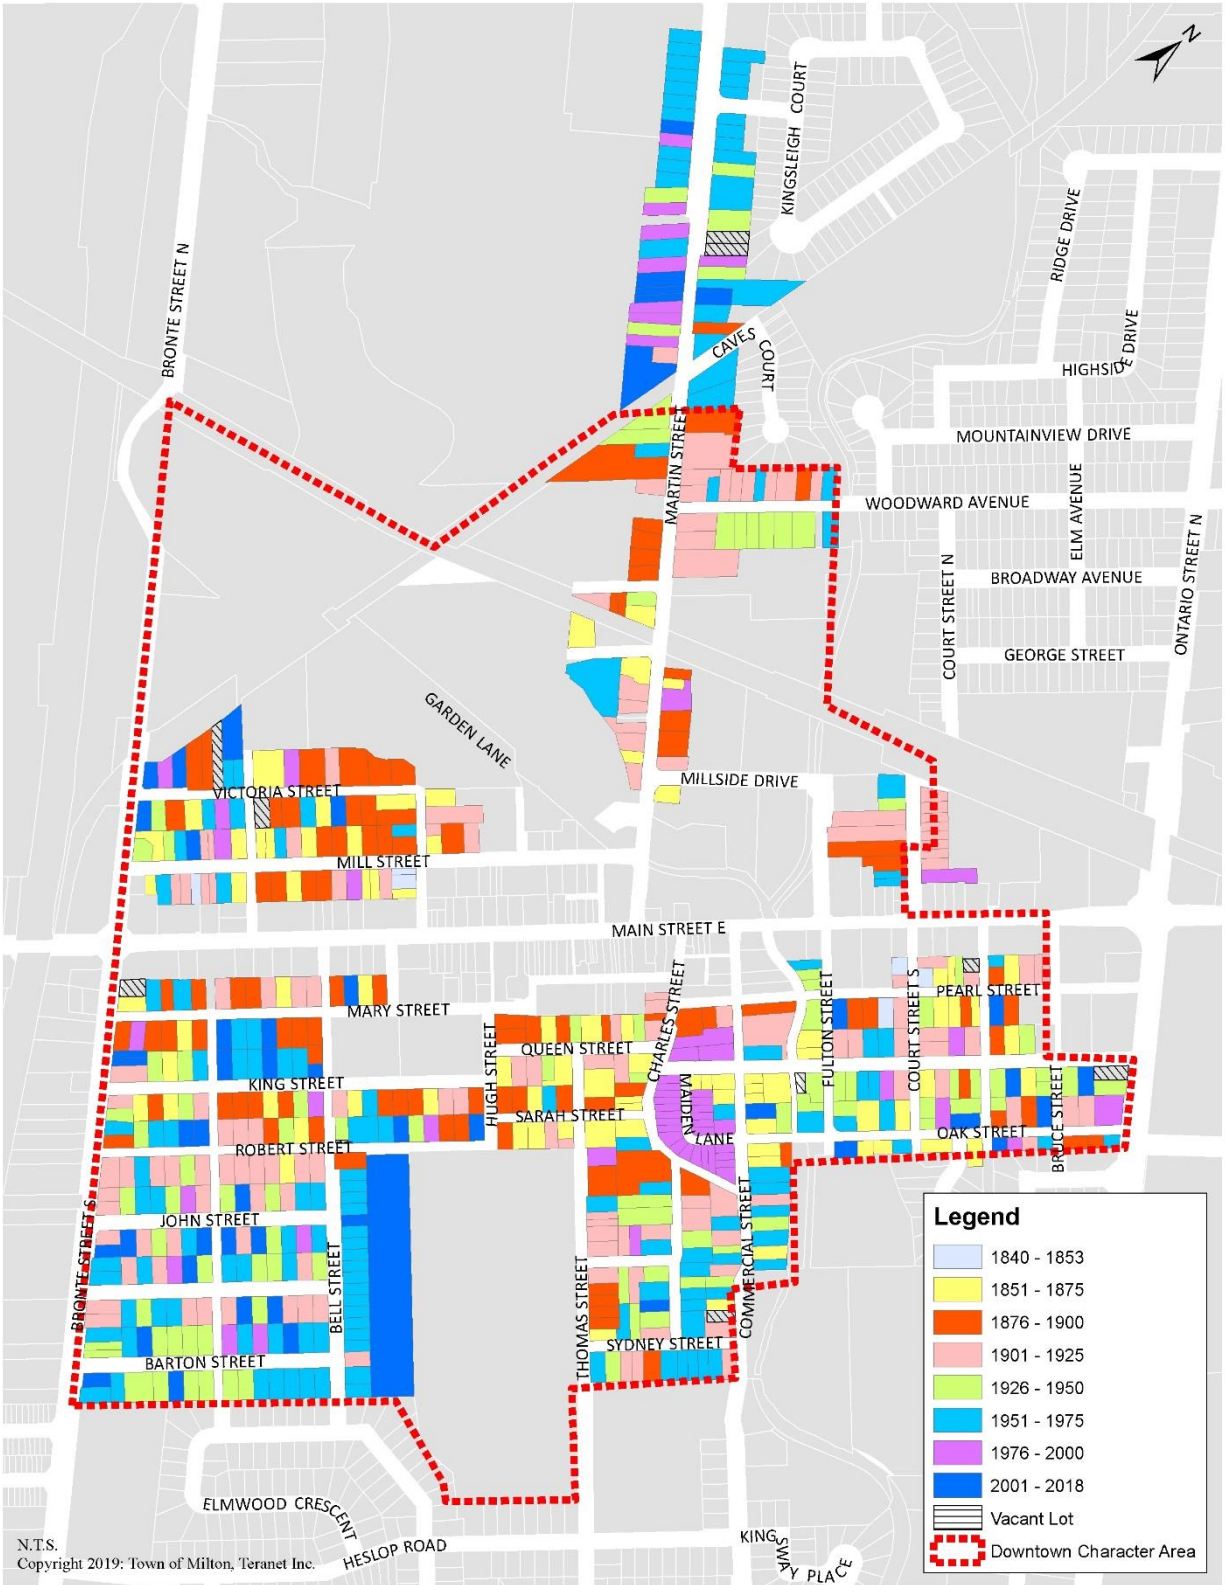 N
KINGSLEIGH COURT
BRONTE STREET N
RIDGE DRIVE
CAVES COURT
HIGHSIDE DRIVE
MARTIN STREET
MOUNTAINVIEW DRIVE
WOODWARD AVENUE
ELM AVENUE
COURT STREET N
BROADWAY AVENUE
ONTARIO STREET N
GEORGE STREET
GARDEN LANE
MILLSIDE DRIVE
VICTORIA STREET
MILL STREET
MAIN STREET E
MARY STREET
CHARLES STREET
FULTON STREET
COURT STREET S
PEARL STREET
HUGH STREET
QUEEN STREET
KING STREET
MAIDEN LANE
SARAH STREET
ROBERT STREET
OAK STREET
BRUCE STREET
BRONTE STREET S
JOHN STREET
BELL STREET
THOMAS STREET
COMMERCIAL STREET
SYDNEY STREET
BARTON STREET
ELMWOOD CRESCENT
HESLOP ROAD
KINGSWAY PLACE
Legend
1840 - 1853
1851 - 1875
1876 - 1900
1901 - 1925
1926 - 1950
1951 - 1975
1976 - 2000
2001 - 2018
Vacant Lot
Downtown Character Area
N.T.S.
Copyright 2019: Town of Milton, Teranet Inc.